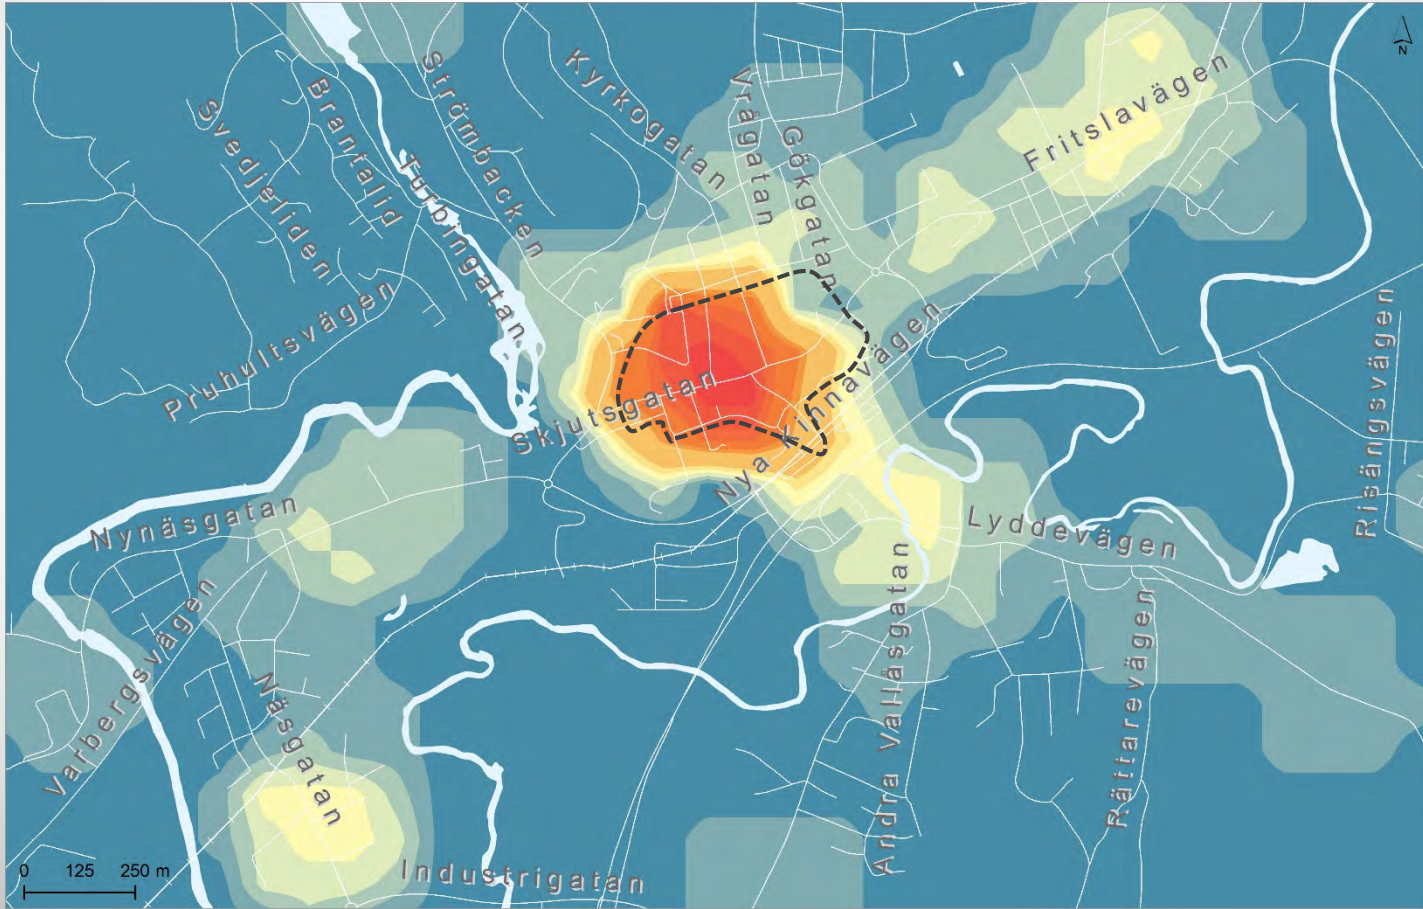 N
Svedjeliden
Brantalid
Turbingatan
Strömbacken
Kyrkogatan
Vrågatan
Gökgatan
Fritslavägen
Pruhultsvägen
Skjutsgatan
Nya Kinnavägen
Risängsvägen
Nynäsgatan
Lyddevägen
Varbergsvägen
Näsgatan
Andra Vallåsgatan
Rättarevägen
Industrigatan
0 125 250 m